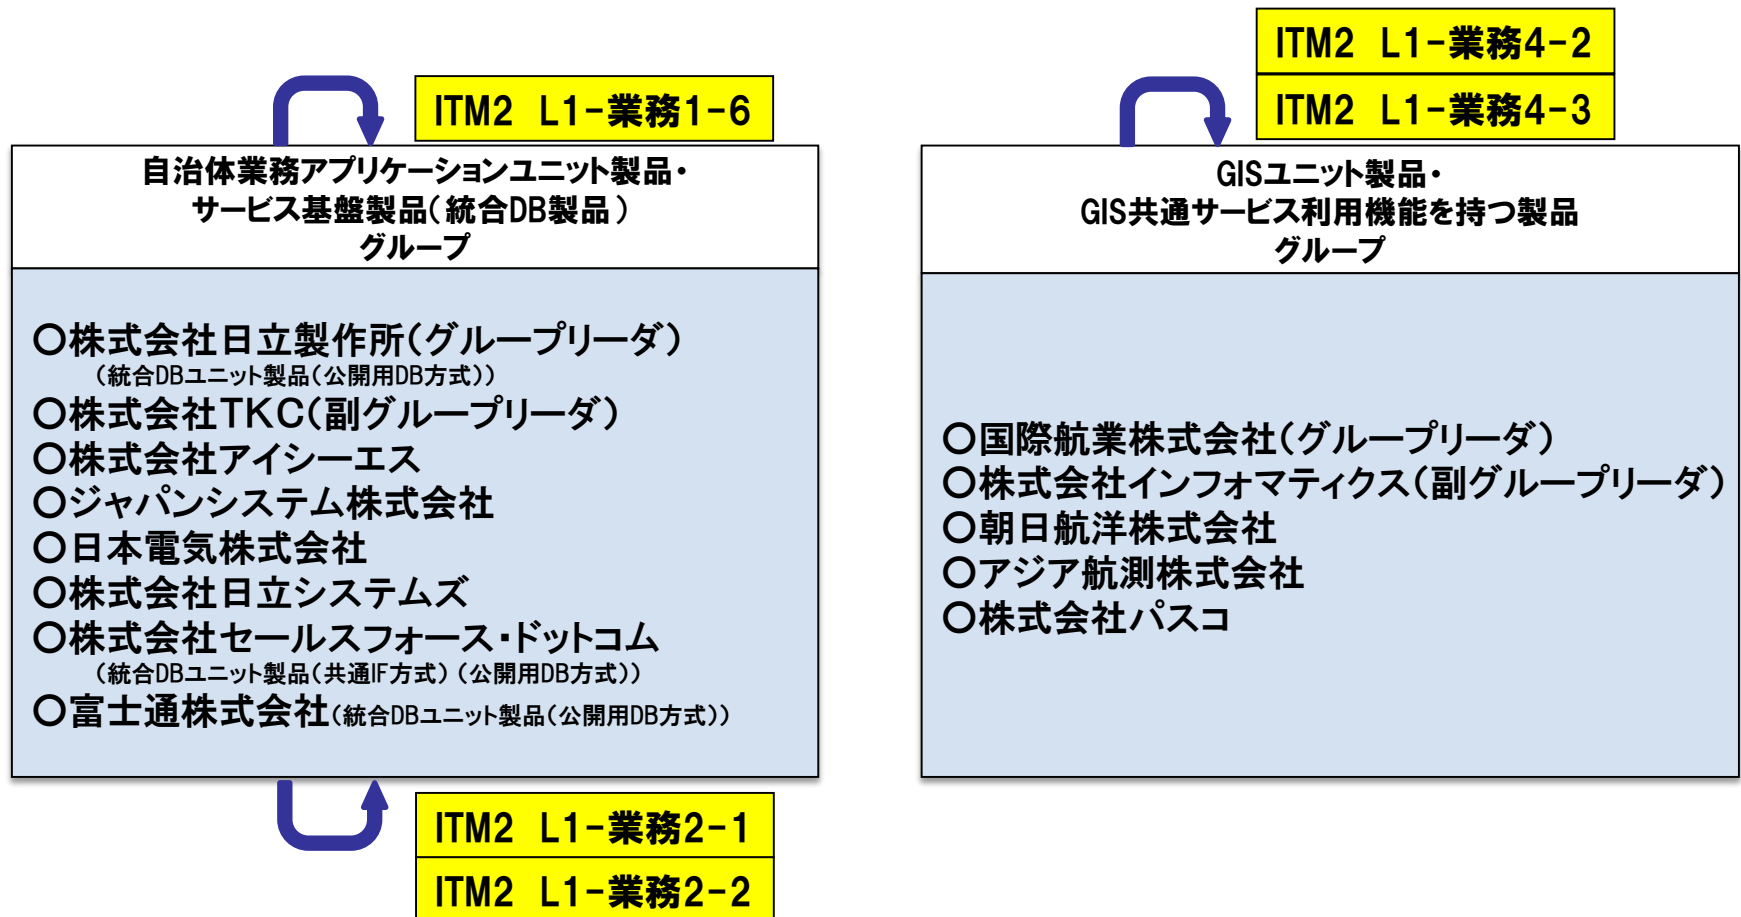 ITM2 L1-業務1-6
自治体業務アプリケーションユニット製品・
サービス基盤製品(統合DB製品)
グループ
〇株式会社日立製作所(グループリーダ)
(統合DBユニット製品(公開用DB方式))
〇株式会社TKC(副グループリーダ)
〇株式会社アイシーエス
〇ジャパンシステム株式会社
〇日本電気株式会社
〇株式会社日立システムズ
〇株式会社セールスフォース・ドットコム
(統合DBユニット製品(共通IF方式)(公開用DB方式))
〇富士通株式会社(統合DBユニット製品(公開用DB方式))
ITM2 L1-業務2-1
ITM2 L1-業務2-2
ITM2 L1-業務4-2
ITM2 L1-業務4-3
GISユニット製品・
GIS共通サービス利用機能を持つ製品
グループ
〇国際航業株式会社(グループリーダ)
〇株式会社インフォマティクス(副グループリーダ)
〇朝日航洋株式会社
〇アジア航測株式会社
〇株式会社パスコ